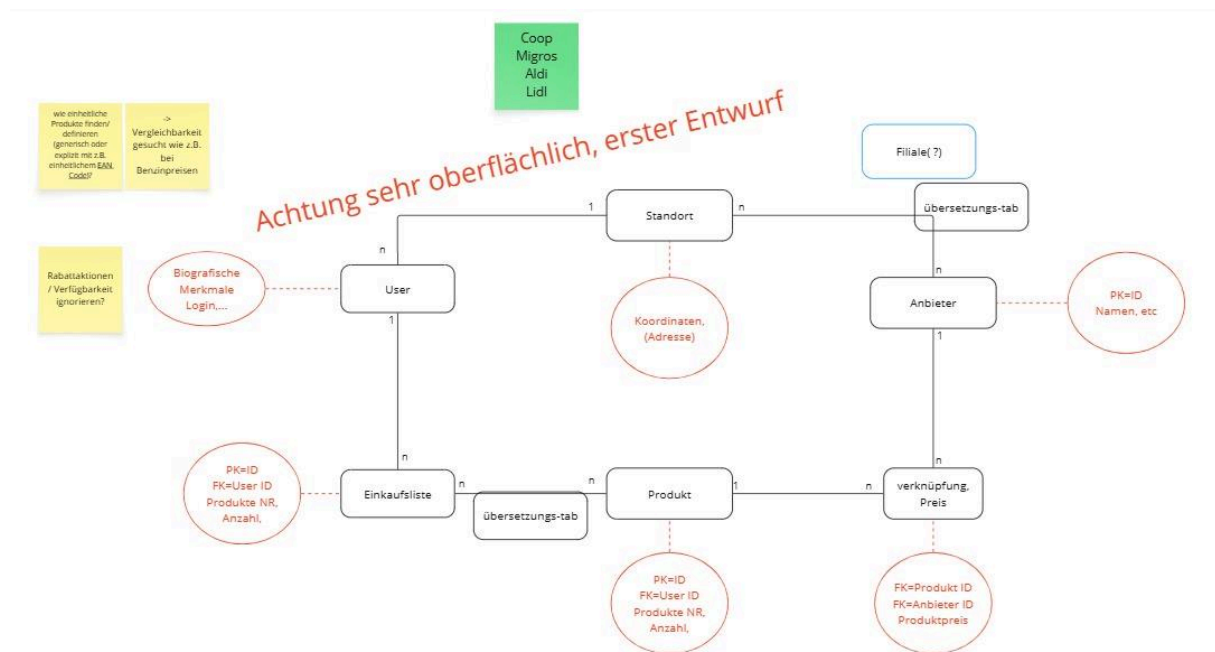 Coop
Migros
Aldi
Lidl
wie einheitliche
Produkte finden/
definieren
(generisch oder
explizit mit z.B.
einheitlichem EAN
Code)?
->
Vergleichbarkeit
gesucht wie z.B.
bei
Benzinpreisen
Achtung sehr oberflächlich, erster Entwurf
Filiale( ?)
übersetzungs-tab
1
Standort
n
n
n
Rabattaktionen
/ Verfügbarkeit
ignorieren?
Biografische
Merkmale
Login,...
User
1
Koordinaten,
(Adresse)
Anbieter
1
PK=ID
Namen, etc
n
n
PK=ID
FK=User ID
Produkte NR,
Anzahl,
Einkaufsliste
n
übersetzungs-tab
n
Produkt
1
n
verknüpfung,
Preis
PK=ID
FK=User ID
Produkte NR,
Anzahl,
FK=Produkt ID
FK=Anbieter ID
Produktpreis